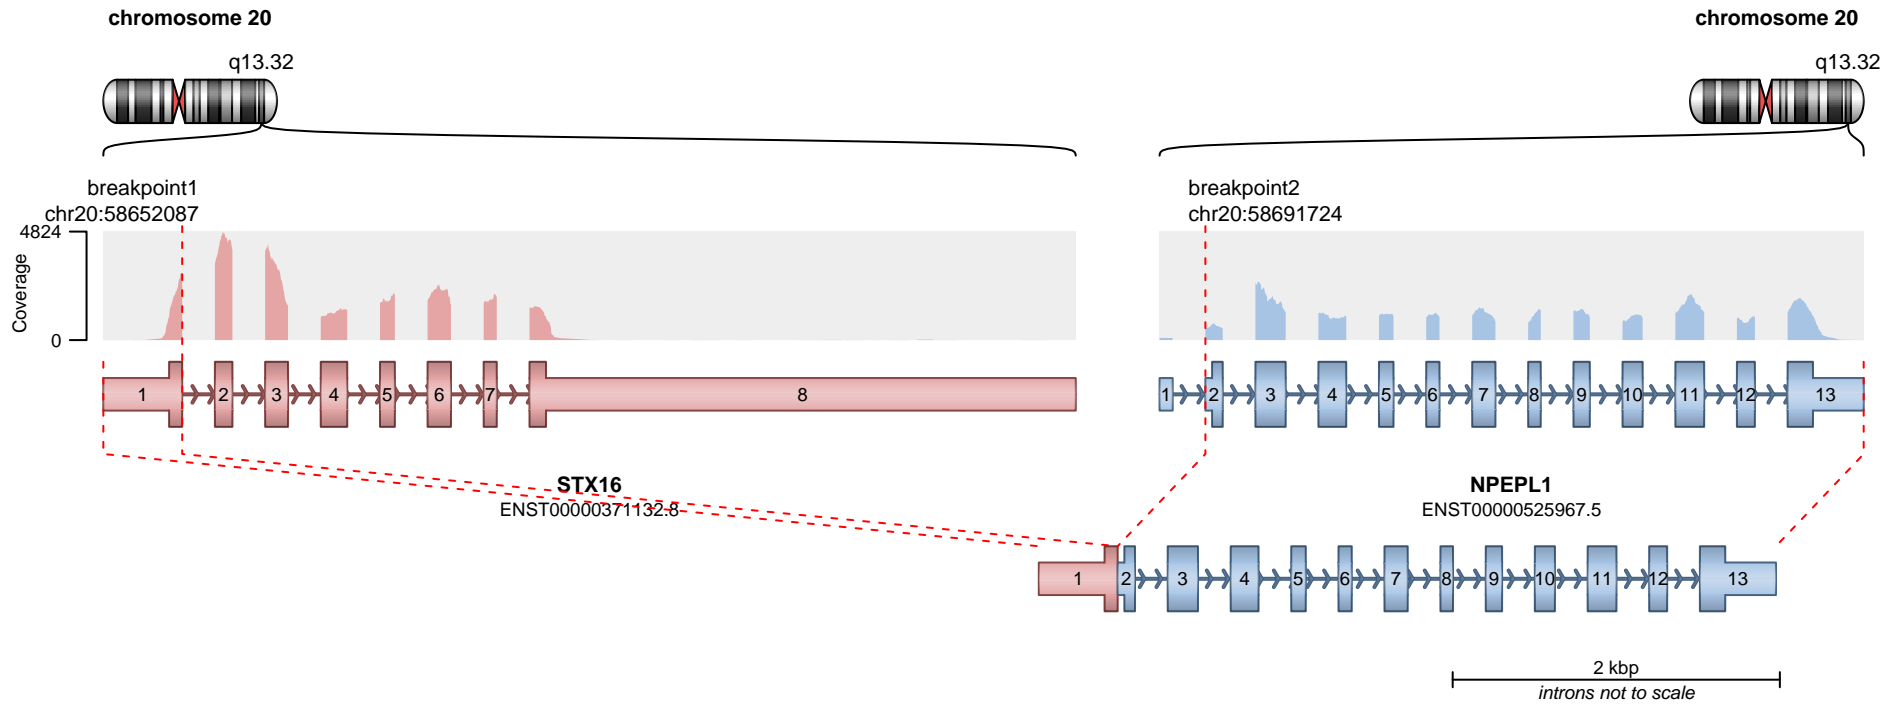 chromosome 20
chromosome 20
q13.32
q13.32
breakpoint1
chr20:58652087
breakpoint2
chr20:58691724
4824
Coverage
0
1 2 3 4 5 6 7 8
1 2 3 4 5 6 7 8 9 10 11 12 13
STX16
ENST00000371132.8
NPEPL1
ENST00000525967.5
1 2 3 4 5 6 7 8 9 10 11 12 13
2 kbp
introns not to scale